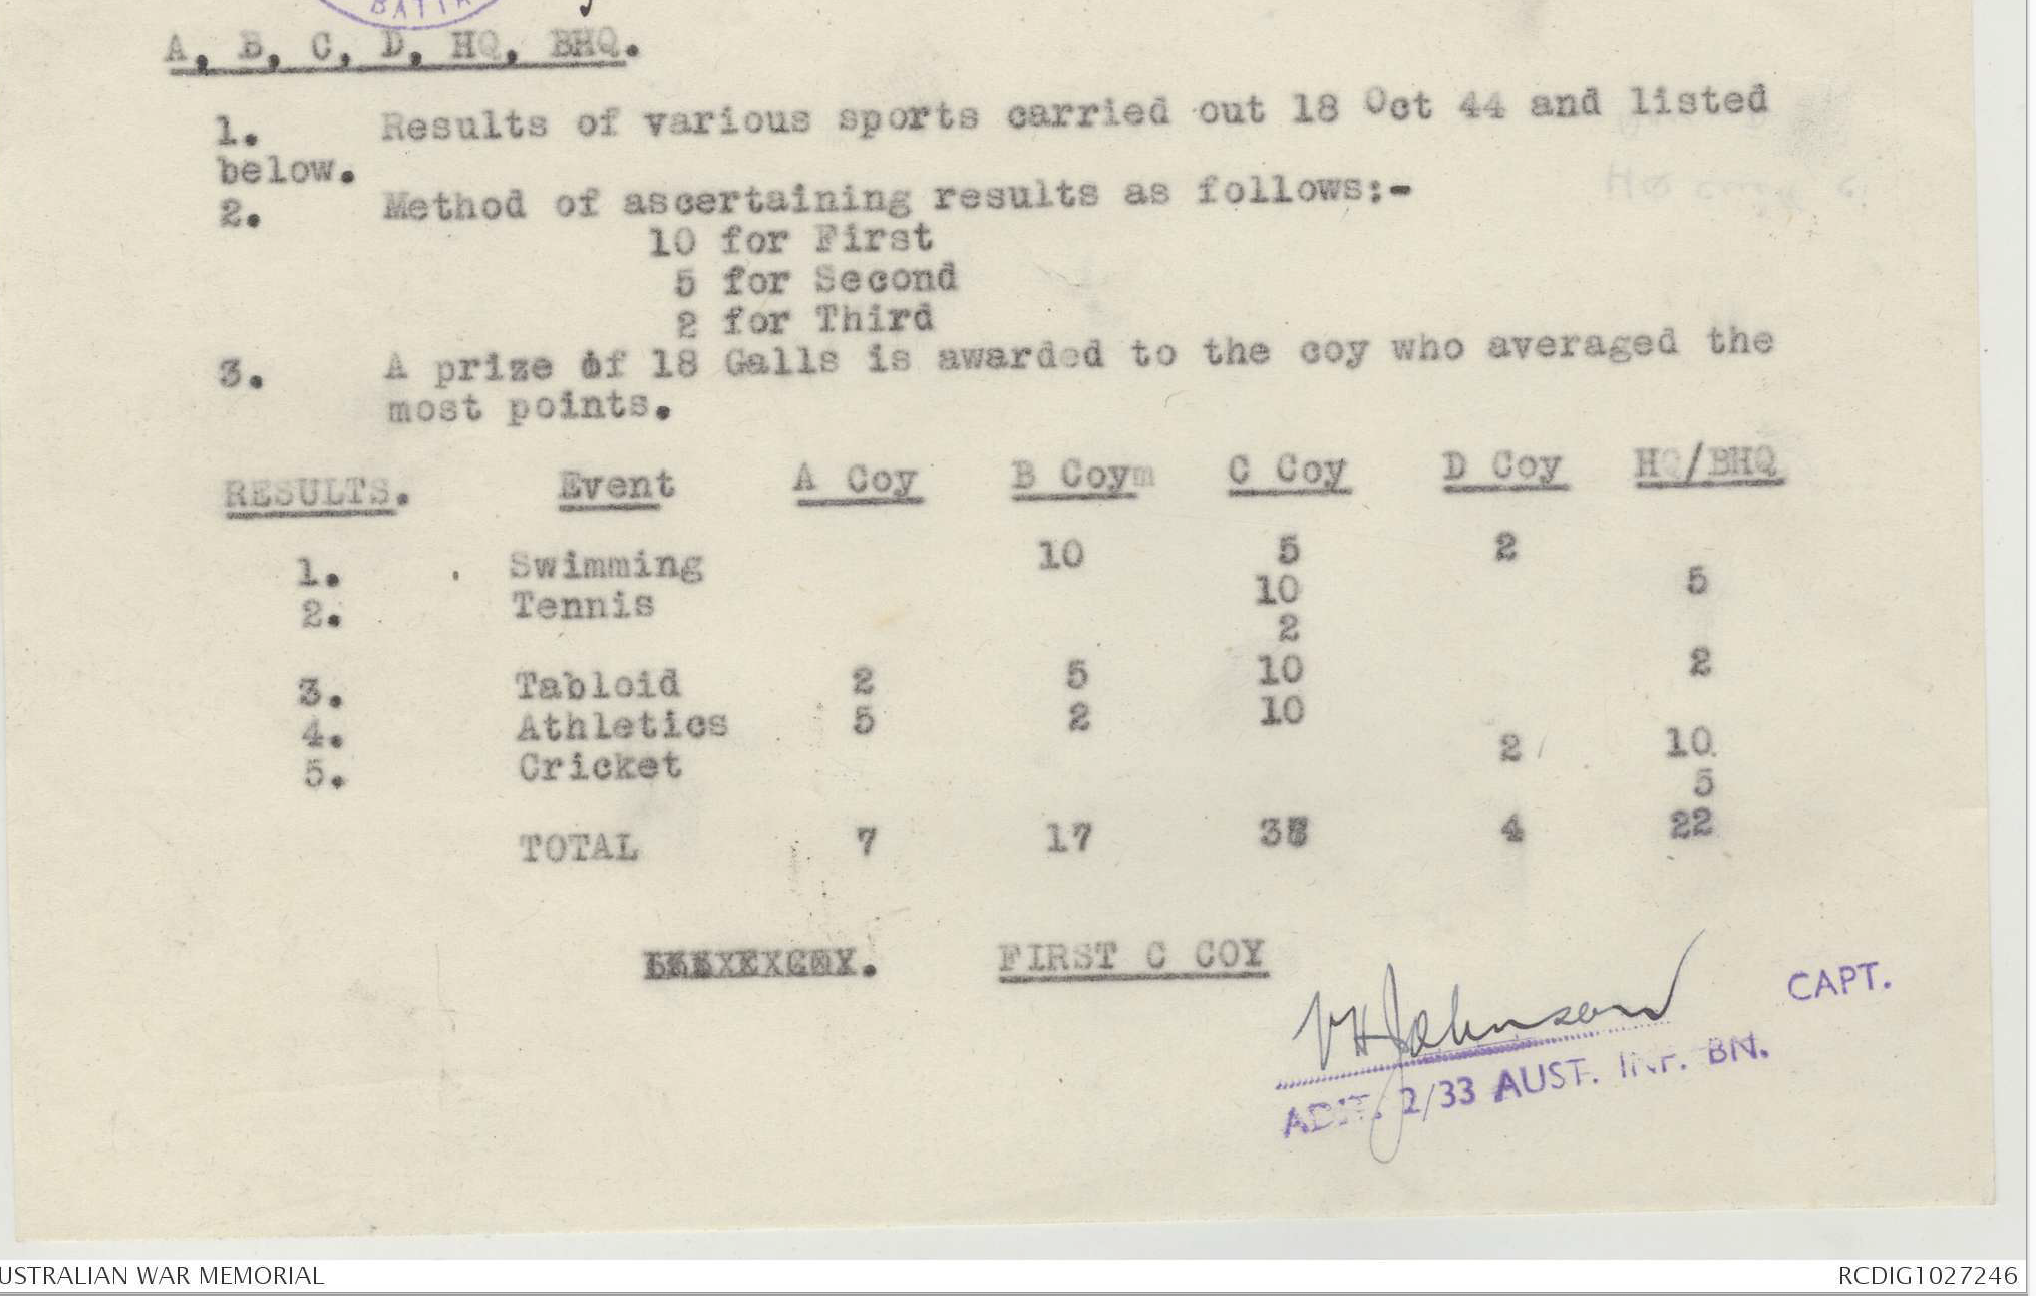 BATTN
A, B, C, D, HQ, BHQ.
1. Results of various sports carried out 18 Oct 44 and listed
below.
2. Method of ascertaining results as follows:-
10 for First
5 for Second
2 for Third
3. A prize of 18 Galls is awarded to the coy who averaged the
most points.
RESULTS. Event A Coy B Coym C Coy D Coy HQ/BHQ
1. Swimming 10 5 2
2. Tennis 10 5
2
3. Tabloid 2 5 10 2
4. Athletics 5 2 10
5. Cricket 2 10
5
TOTAL 7 17 37 4 22
FIRST C COY
VHJohnson CAPT.
ADJT. 2/33 AUST. INF. BN.
USTRALIAN WAR MEMORIAL RCDIG1027246